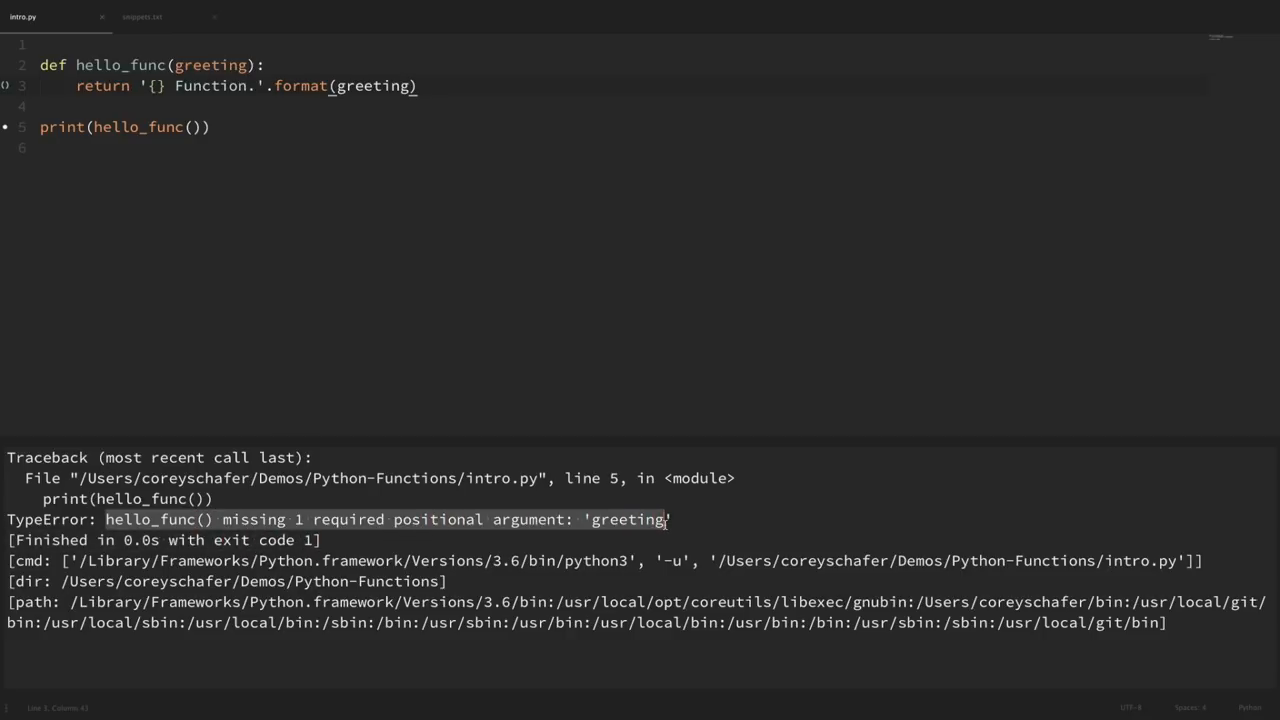 intro.py × snippets.txt ×
1
2 def hello_func(greeting):
() 3 return '{} Function.'.format(greeting)
4
• 5 print(hello_func())
6
Traceback (most recent call last):
File "/Users/coreyschafer/Demos/Python-Functions/intro.py", line 5, in <module>
print(hello_func())
TypeError: hello_func() missing 1 required positional argument: 'greeting'
[Finished in 0.0s with exit code 1]
[cmd: ['/Library/Frameworks/Python.framework/Versions/3.6/bin/python3', '-u', '/Users/coreyschafer/Demos/Python-Functions/intro.py']]
[dir: /Users/coreyschafer/Demos/Python-Functions]
[path: /Library/Frameworks/Python.framework/Versions/3.6/bin:/usr/local/opt/coreutils/libexec/gnubin:/Users/coreyschafer/bin:/usr/local/git/
bin:/usr/local/sbin:/usr/local/bin:/sbin:/bin:/usr/sbin:/usr/bin:/usr/local/bin:/usr/bin:/bin:/usr/sbin:/sbin:/usr/local/git/bin]
Line 3, Column 43 UTF-8 Spaces: 4 Python